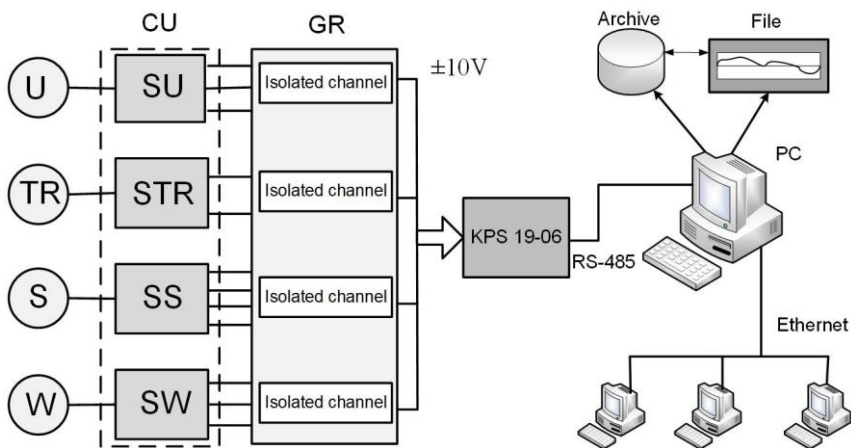 CU
GR
Archive
File
U
SU
Isolated channel
±10V
PC
TR
STR
Isolated channel
KPS 19-06
RS-485
S
SS
Isolated channel
Ethernet
W
SW
Isolated channel